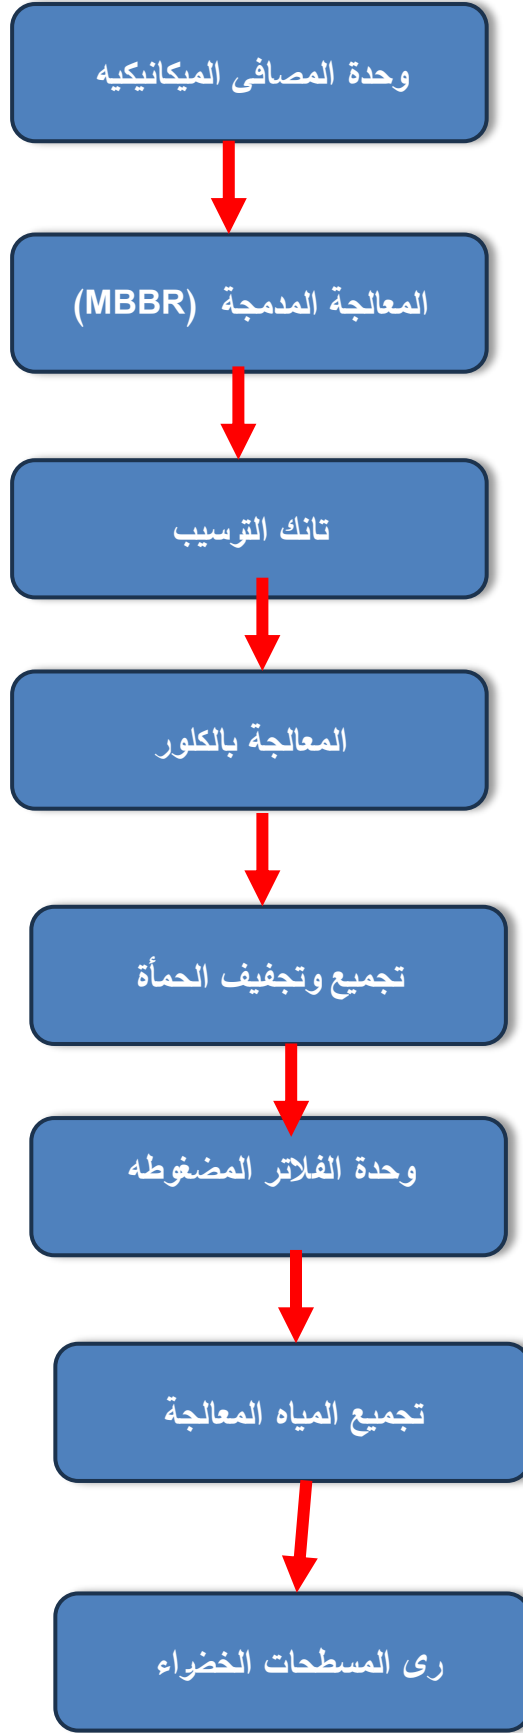 وحدة المصافى الميكانيكيه
المعالجة المدمجة (MBBR)
تانك الترسيب
المعالجة بالكلور
تجميع وتجفيف الحمأة
وحدة الفلاتر المضغوطه
تجميع المياه المعالجة
رى المسطحات الخضراء